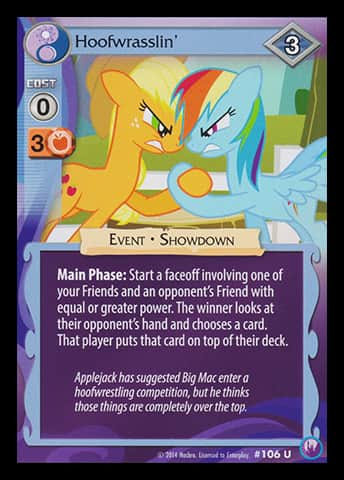 Hoofwrasslin'
3
COST
0
3
EVENT • SHOWDOWN
Main Phase: Start a faceoff involving one of
your Friends and an opponent's Friend with
equal or greater power. The winner looks at
their opponent's hand and chooses a card.
That player puts that card on top of their deck.
Applejack has suggested Big Mac enter a
hoofwrestling competition, but he thinks
those things are completely over the top.
© 2014 Hasbro. Licensed to Enterplay. #106 U